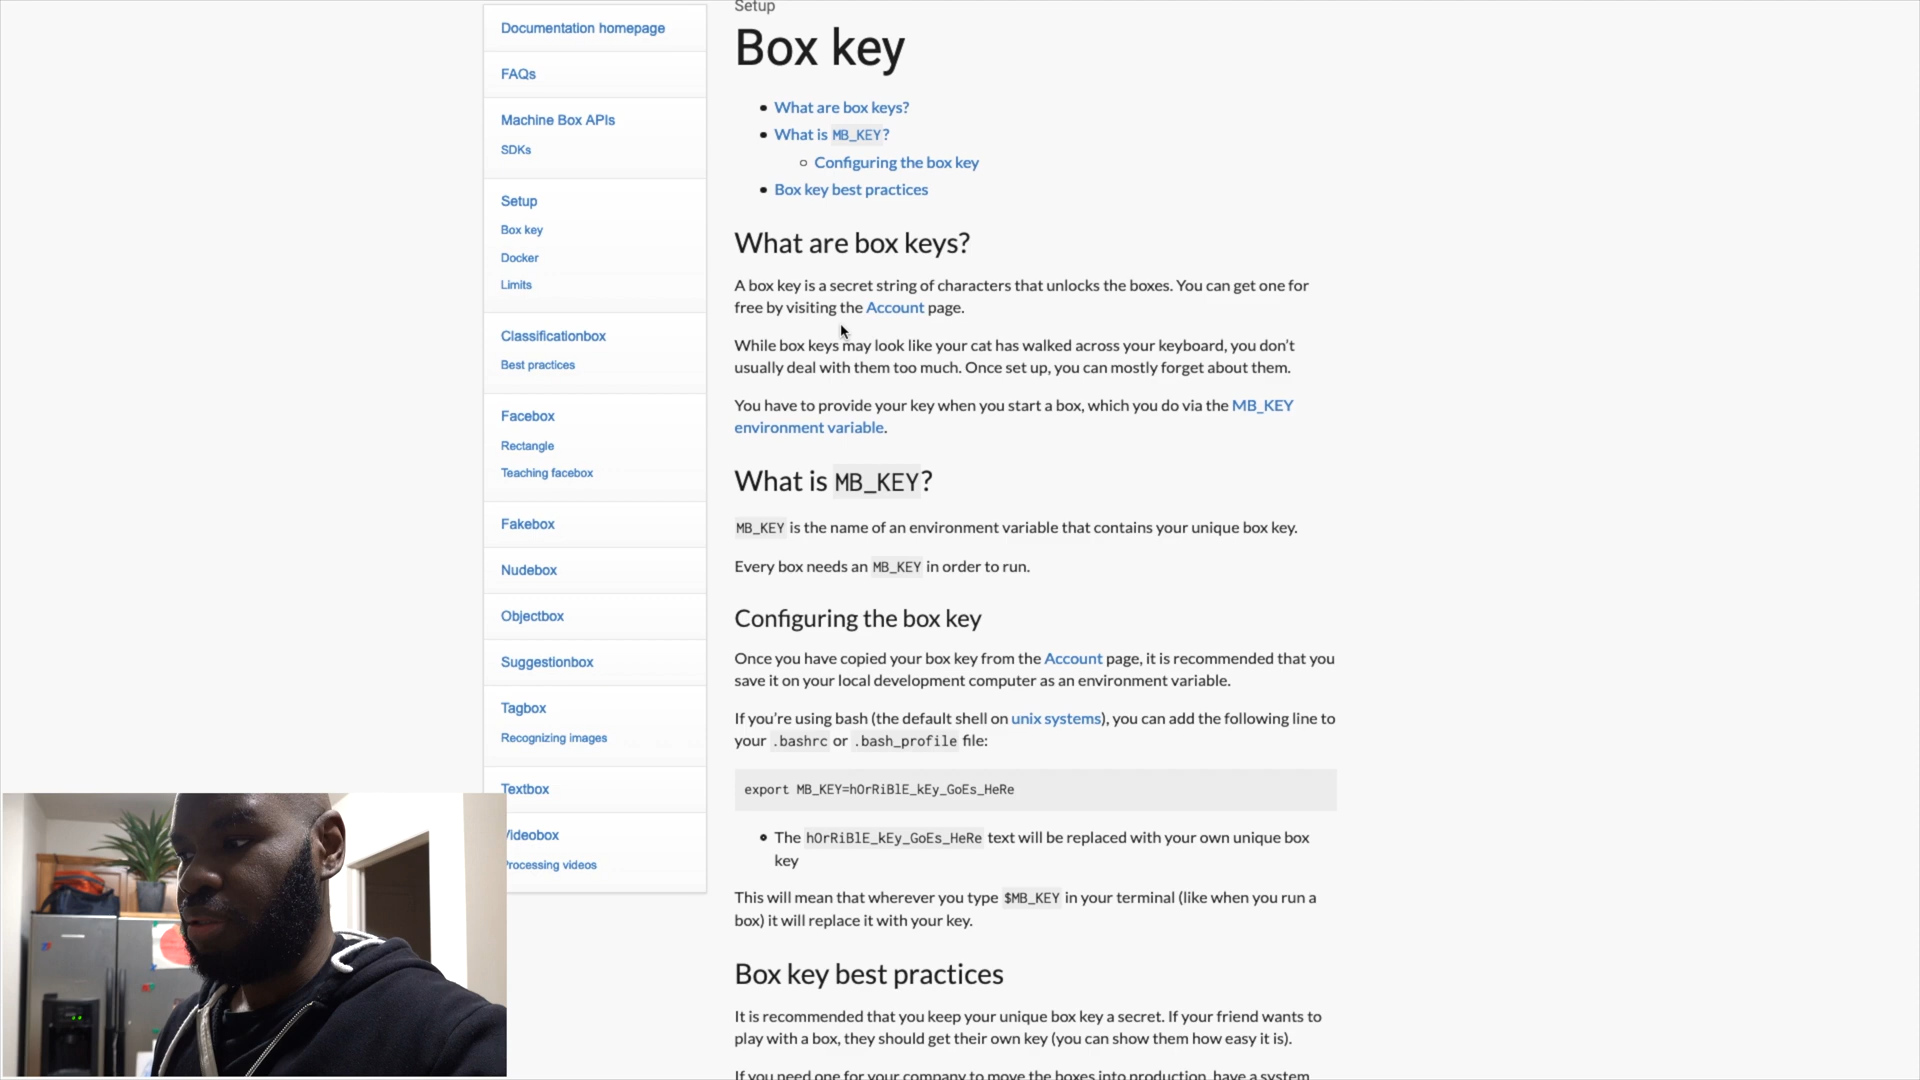 Documentation homepage
FAQs
Machine Box APIs
SDKs
Setup
Box key
Docker
Limits
Classificationbox
Best practices
Facebox
Rectangle
Teaching facebox
Fakebox
Nudebox
Objectbox
Suggestionbox
Tagbox
Recognizing images
Textbox
Videobox
Processing videos
Setup
Box key
What are box keys?
What is MB_KEY?
Configuring the box key
Box key best practices
What are box keys?
A box key is a secret string of characters that unlocks the boxes. You can get one for
free by visiting the Account page.
While box keys may look like your cat has walked across your keyboard, you don’t
usually deal with them too much. Once set up, you can mostly forget about them.
You have to provide your key when you start a box, which you do via the MB_KEY
environment variable.
What is MB_KEY?
MB_KEY is the name of an environment variable that contains your unique box key.
Every box needs an MB_KEY in order to run.
Configuring the box key
Once you have copied your box key from the Account page, it is recommended that you
save it on your local development computer as an environment variable.
If you’re using bash (the default shell on unix systems), you can add the following line to
your .bashrc or .bash_profile file:
export MB_KEY=hOrRiBlE_kEy_GoEs_HeRe
The hOrRiBlE_kEy_GoEs_HeRe text will be replaced with your own unique box
key
This will mean that wherever you type $MB_KEY in your terminal (like when you run a
box) it will replace it with your key.
Box key best practices
It is recommended that you keep your unique box key a secret. If your friend wants to
play with a box, they should get their own key (you can show them how easy it is).
If you need one for your company to move the boxes into production, have a system